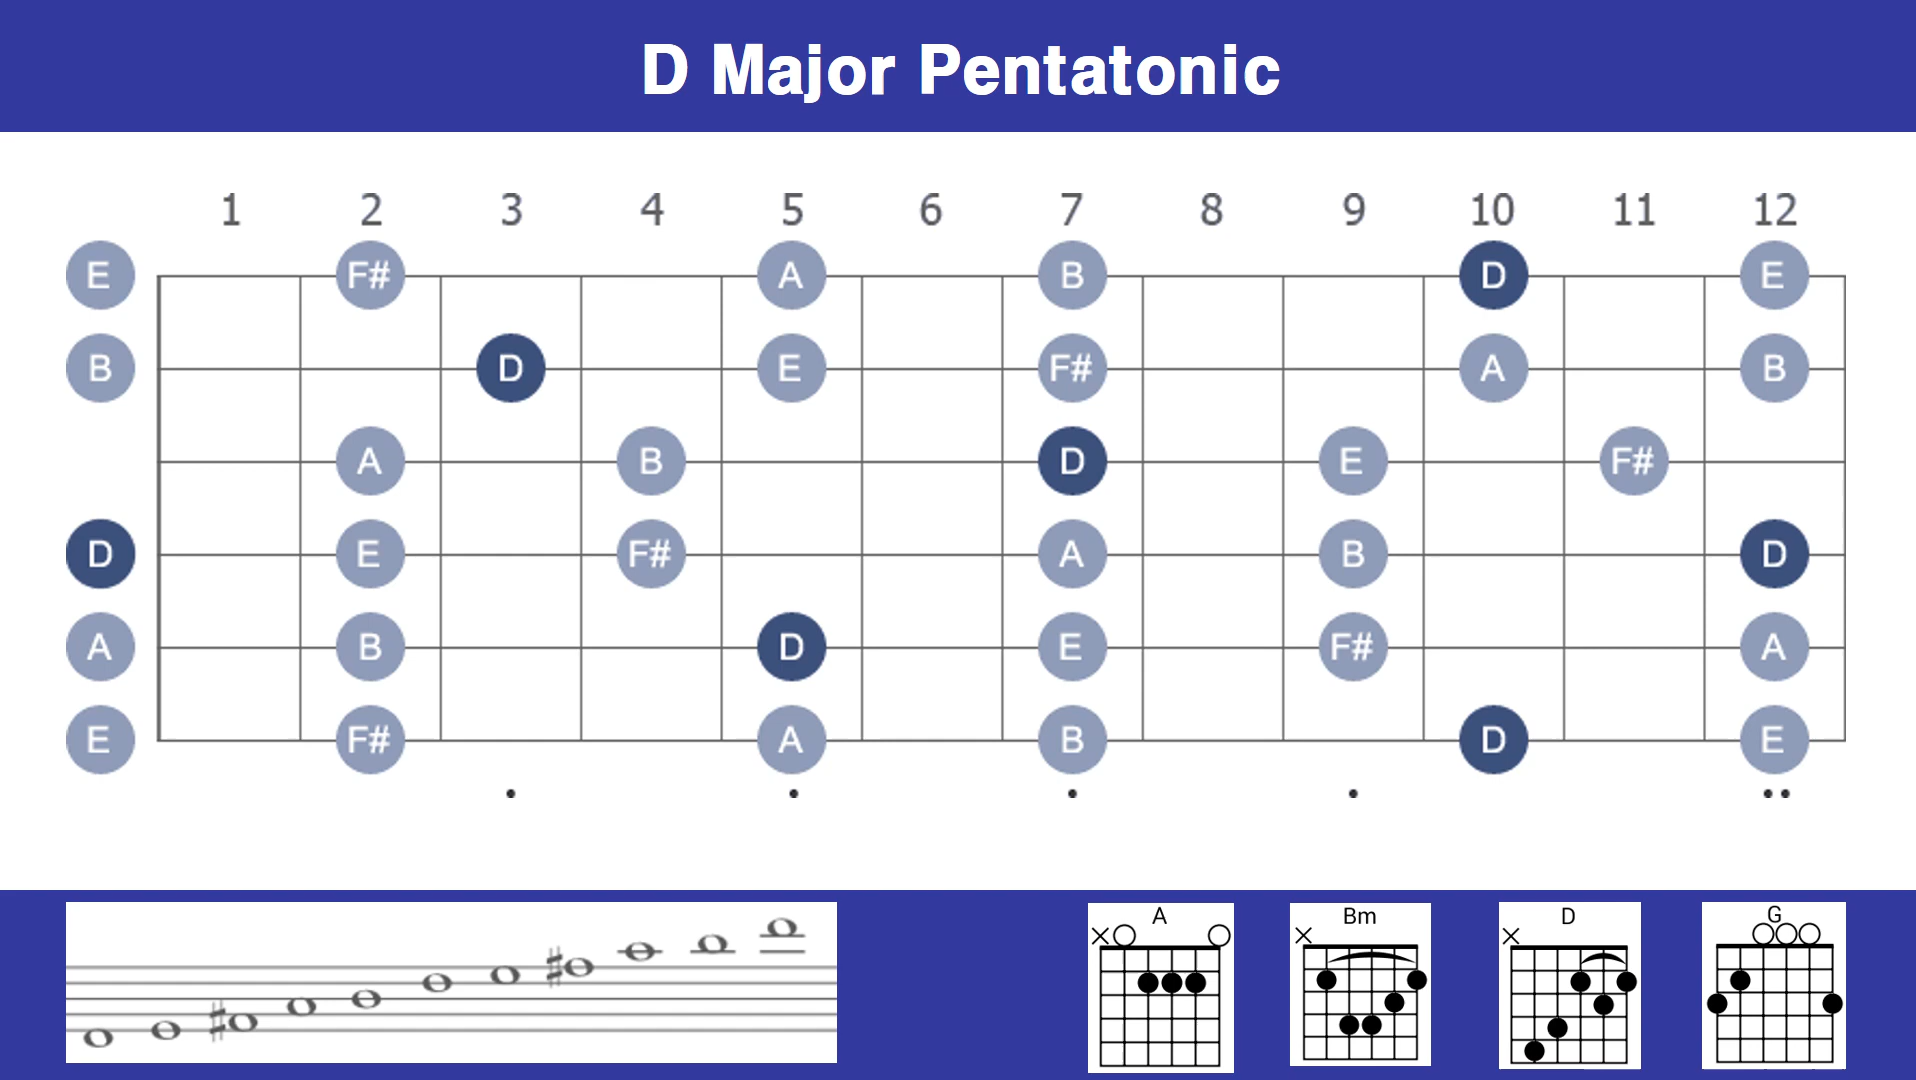 D Major Pentatonic
1 2 3 4 5 6 7 8 9 10 11 12
E F# A B D E
B D E F# A B
A B D E F#
D E F# A B D
A B D E F# A
E F# A B D E
A Bm D G